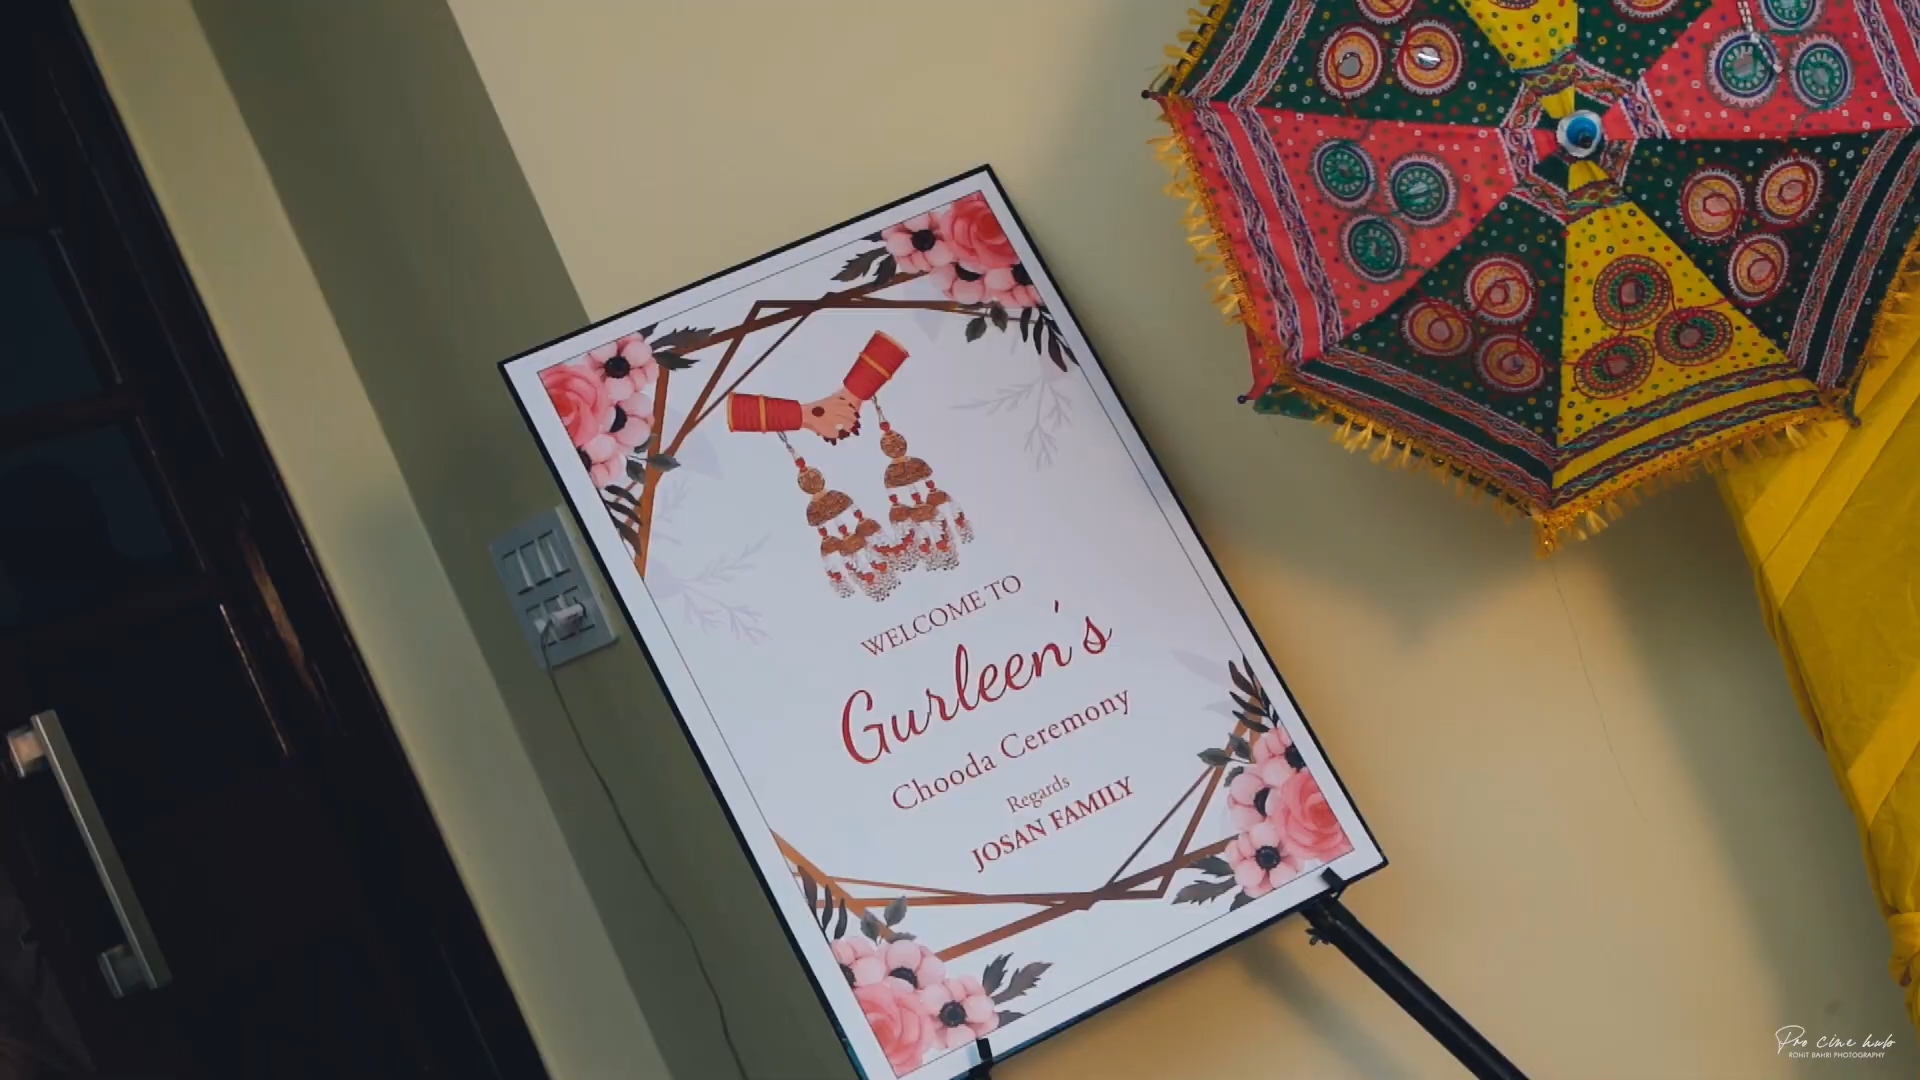 WELCOME TO
Gurleen's
Chooda Ceremony
Regards
JOSAN FAMILY
Pro cine hub
ROHIT BAHRI PHOTOGRAPHY